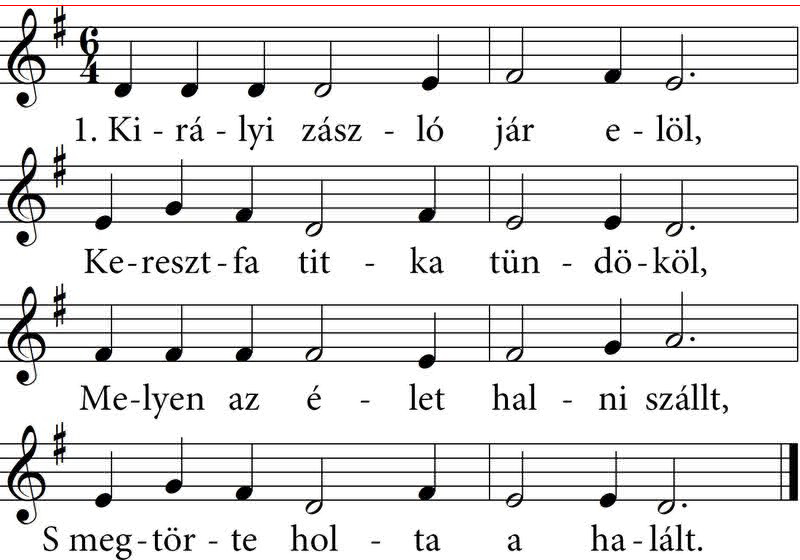 6
4
1. Ki - rá - lyi zász - ló jár e - löl,
Ke - reszt - fa tit - ka tün - dö - köl,
Me - lyen az é - let hal - ni szállt,
S meg - tör - te hol - ta a ha - lált.